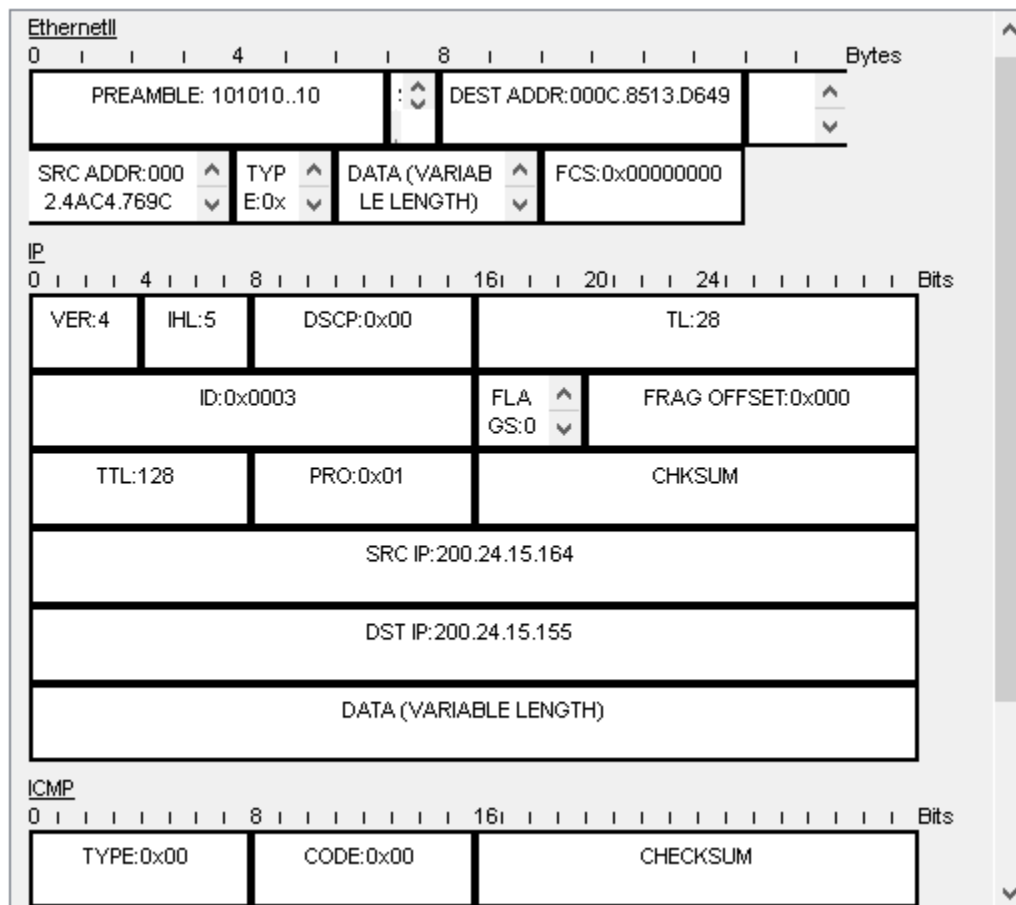 EthernetII
0 4 8 Bytes
PREAMBLE: 101010..10
DEST ADDR:000C.8513.D649
SRC ADDR:000
2.4AC4.769C
TYP
E:0x
DATA (VARIAB
LE LENGTH)
FCS:0x00000000
IP
0 4 8 16 20 24 Bits
VER:4 IHL:5 DSCP:0x00 TL:28
ID:0x0003
FLA
GS:0
FRAG OFFSET:0x000
TTL:128 PRO:0x01 CHKSUM
SRC IP:200.24.15.164
DST IP:200.24.15.155
DATA (VARIABLE LENGTH)
ICMP
0 8 16 Bits
TYPE:0x00 CODE:0x00 CHECKSUM